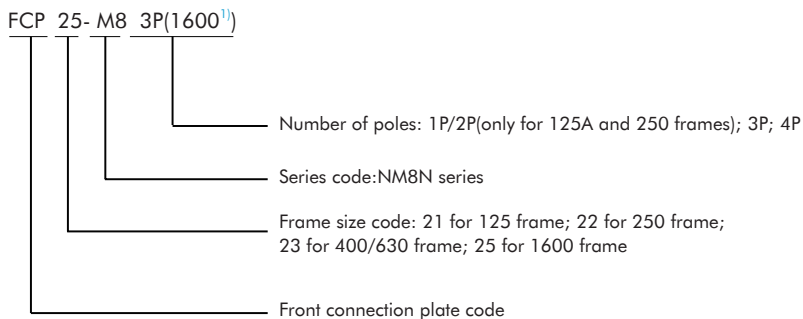 FCP 25- M8 3P(1600¹⁾)
Number of poles: 1P/2P(only for 125A and 250 frames); 3P; 4P
Series code:NM8N series
Frame size code: 21 for 125 frame; 22 for 250 frame;
23 for 400/630 frame; 25 for 1600 frame
Front connection plate code